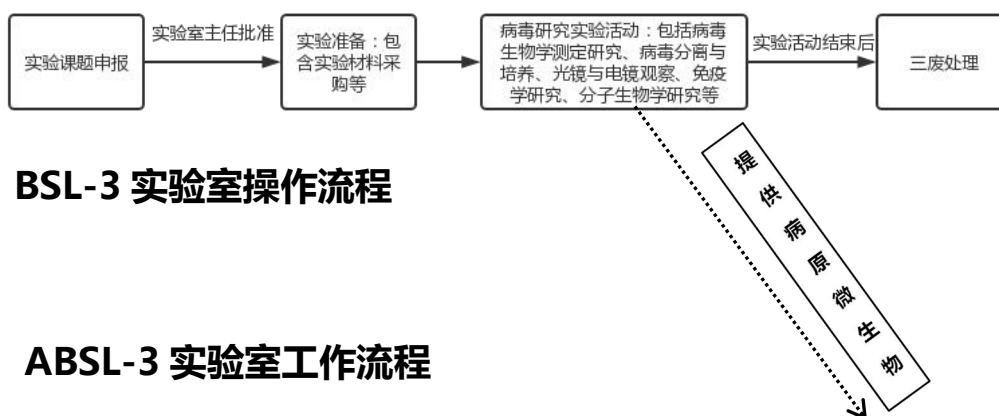 实验课题申报
实验室主任批准
实验准备：包
含实验材料采
购等
病毒研究实验活动：包括病毒
生物学测定研究、病毒分离与
培养、光镜与电镜观察、免疫
学研究、分子生物学研究等
实验活动结束后
三废处理
提供病原微生物
BSL-3 实验室操作流程
ABSL-3 实验室工作流程